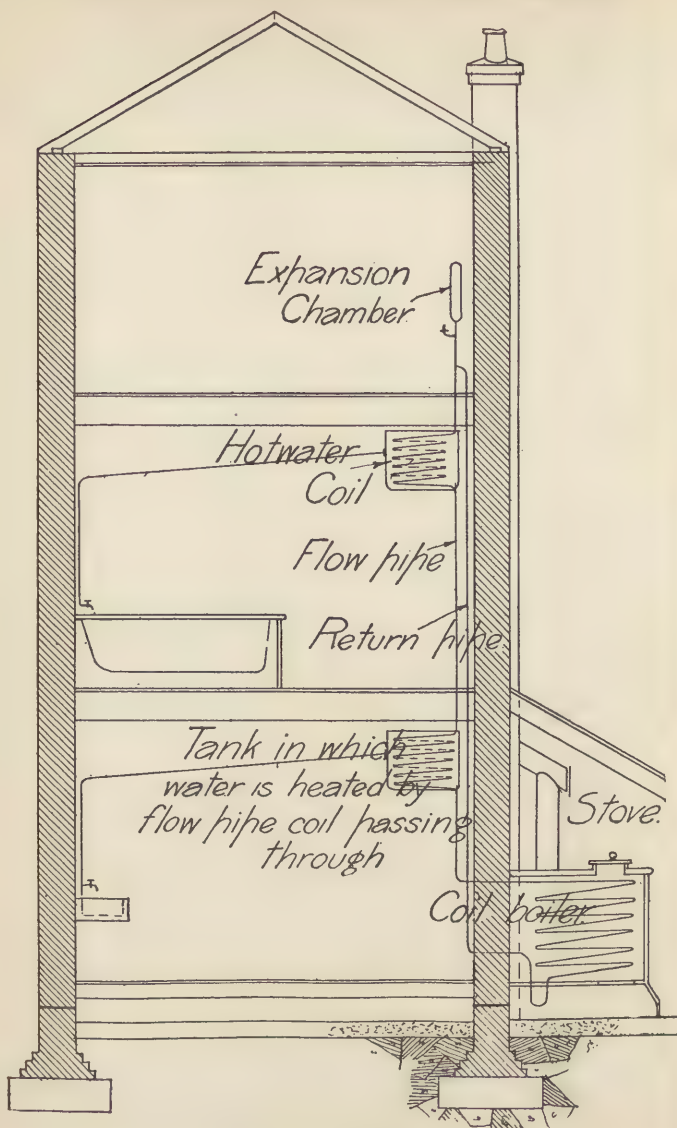 Expansion
Chamber.
Hotwater
Coil
Flow pipe
Return pipe.
Tank in which
water is heated by
flow pipe coil passing
through
Stove.
Coil boiler.